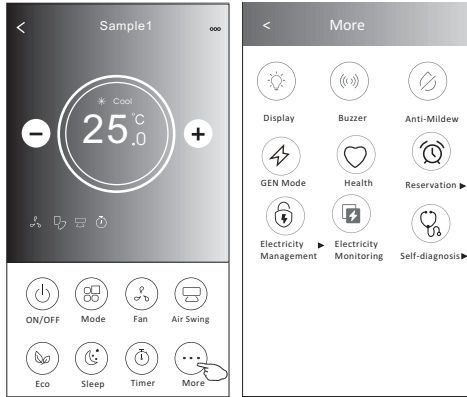 Sample1
Cool
25.0 °C
ON/OFF Mode Fan Air Swing
Eco Sleep Timer More
More
Display Buzzer Anti-Mildew
GEN Mode Health Reservation
Electricity Management
Electricity Monitoring
Self-diagnosis